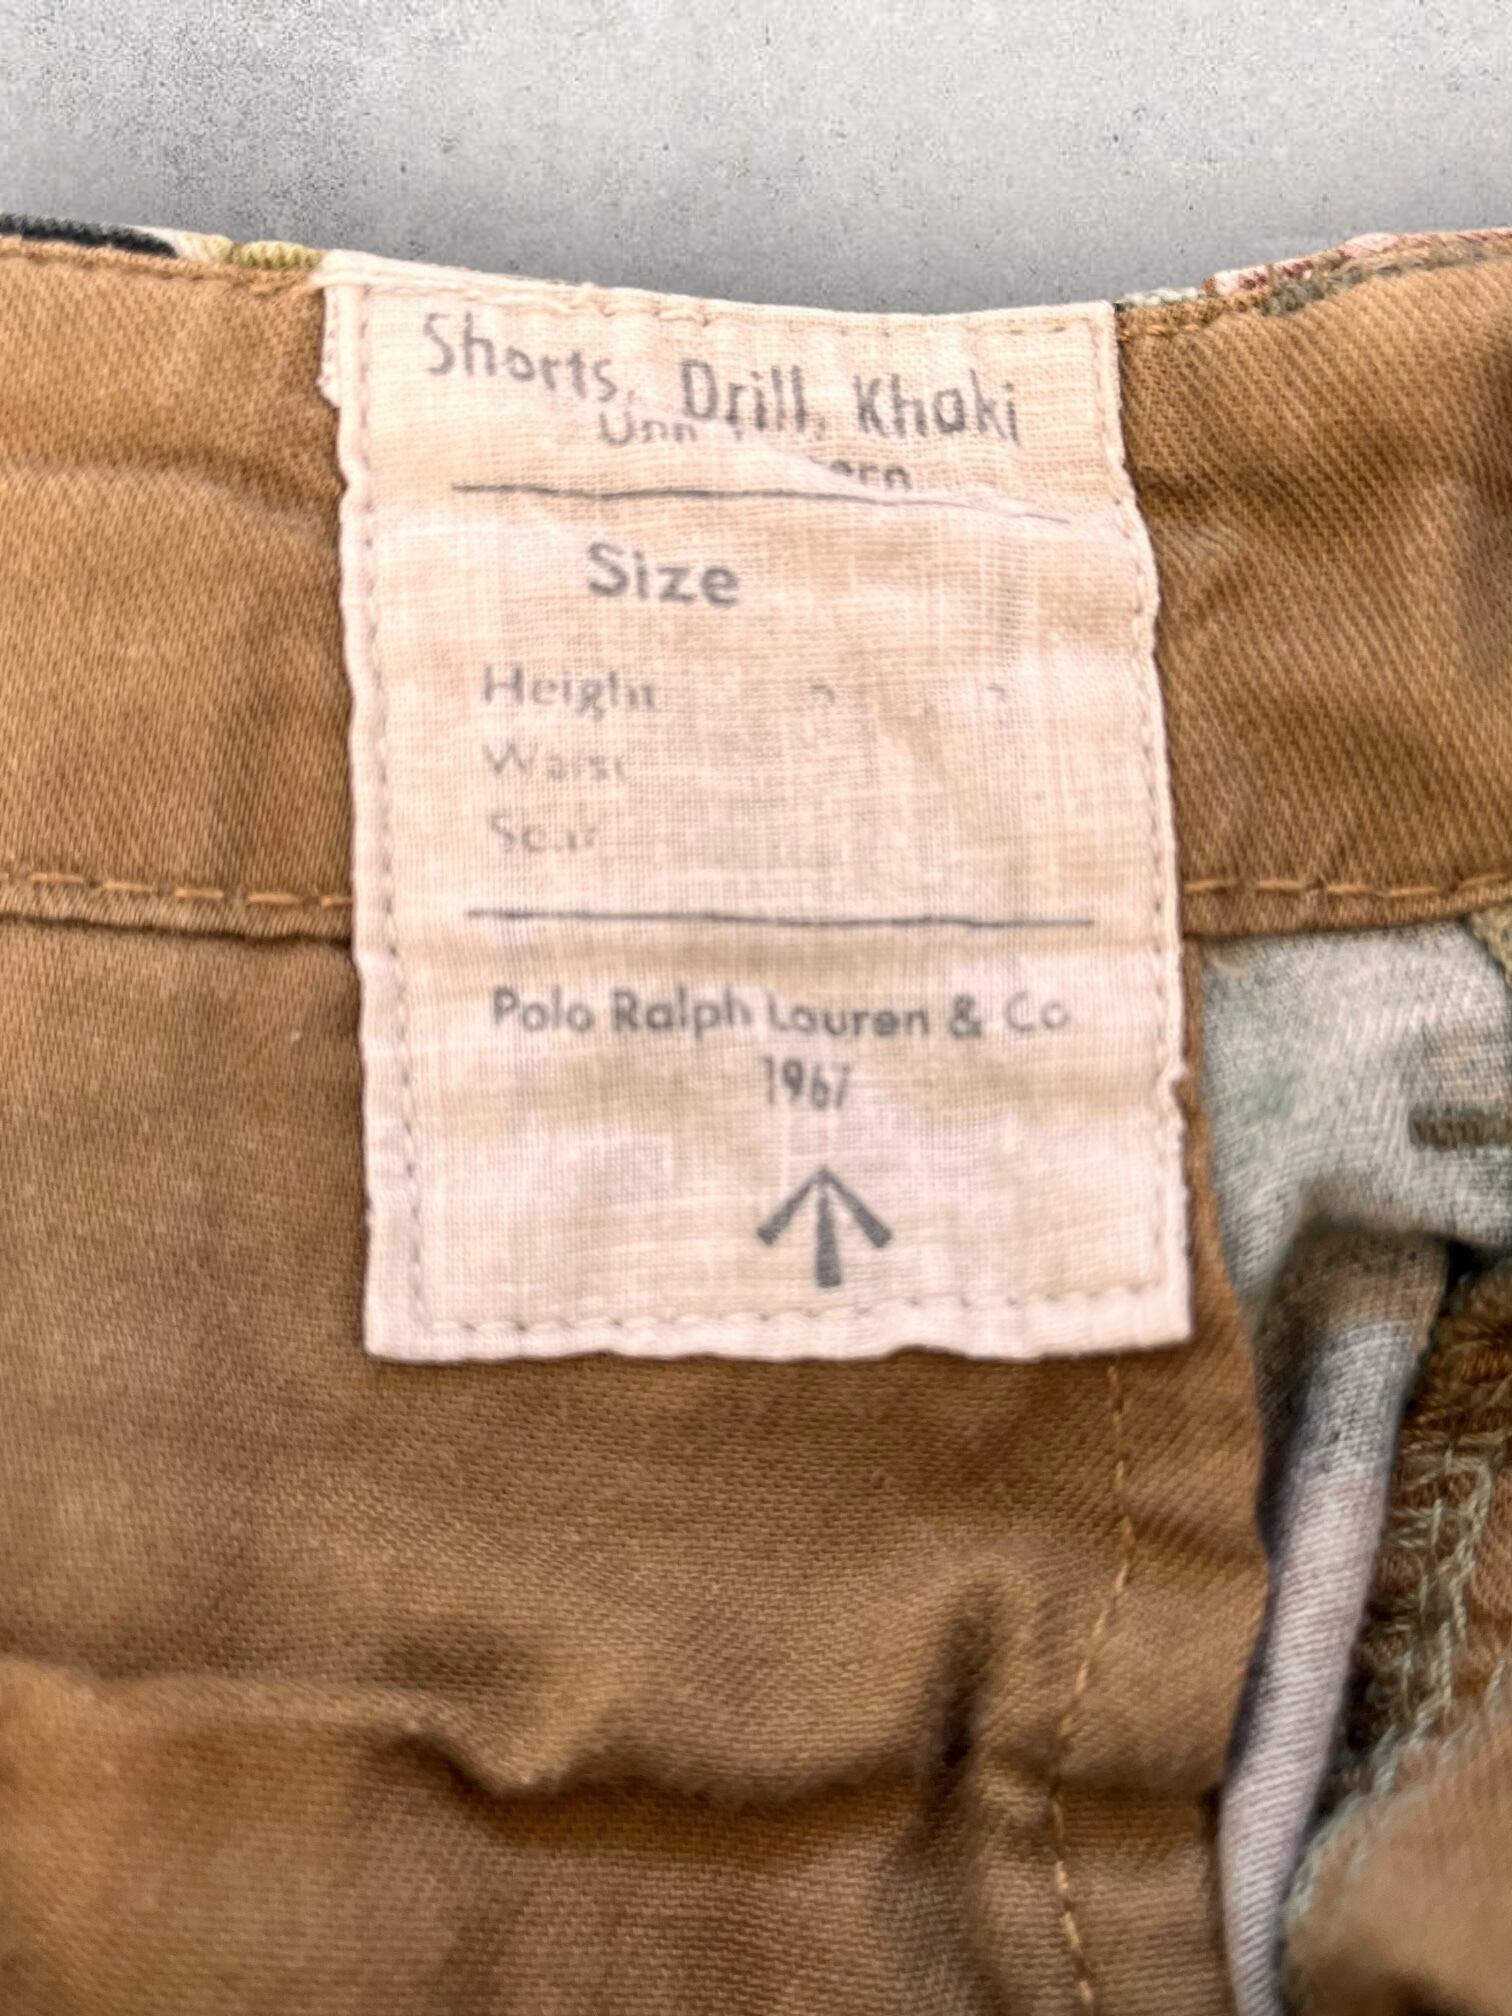 Shorts, Drill, Khaki
Size
Height
Waist
Polo Ralph Lauren & Co
1967